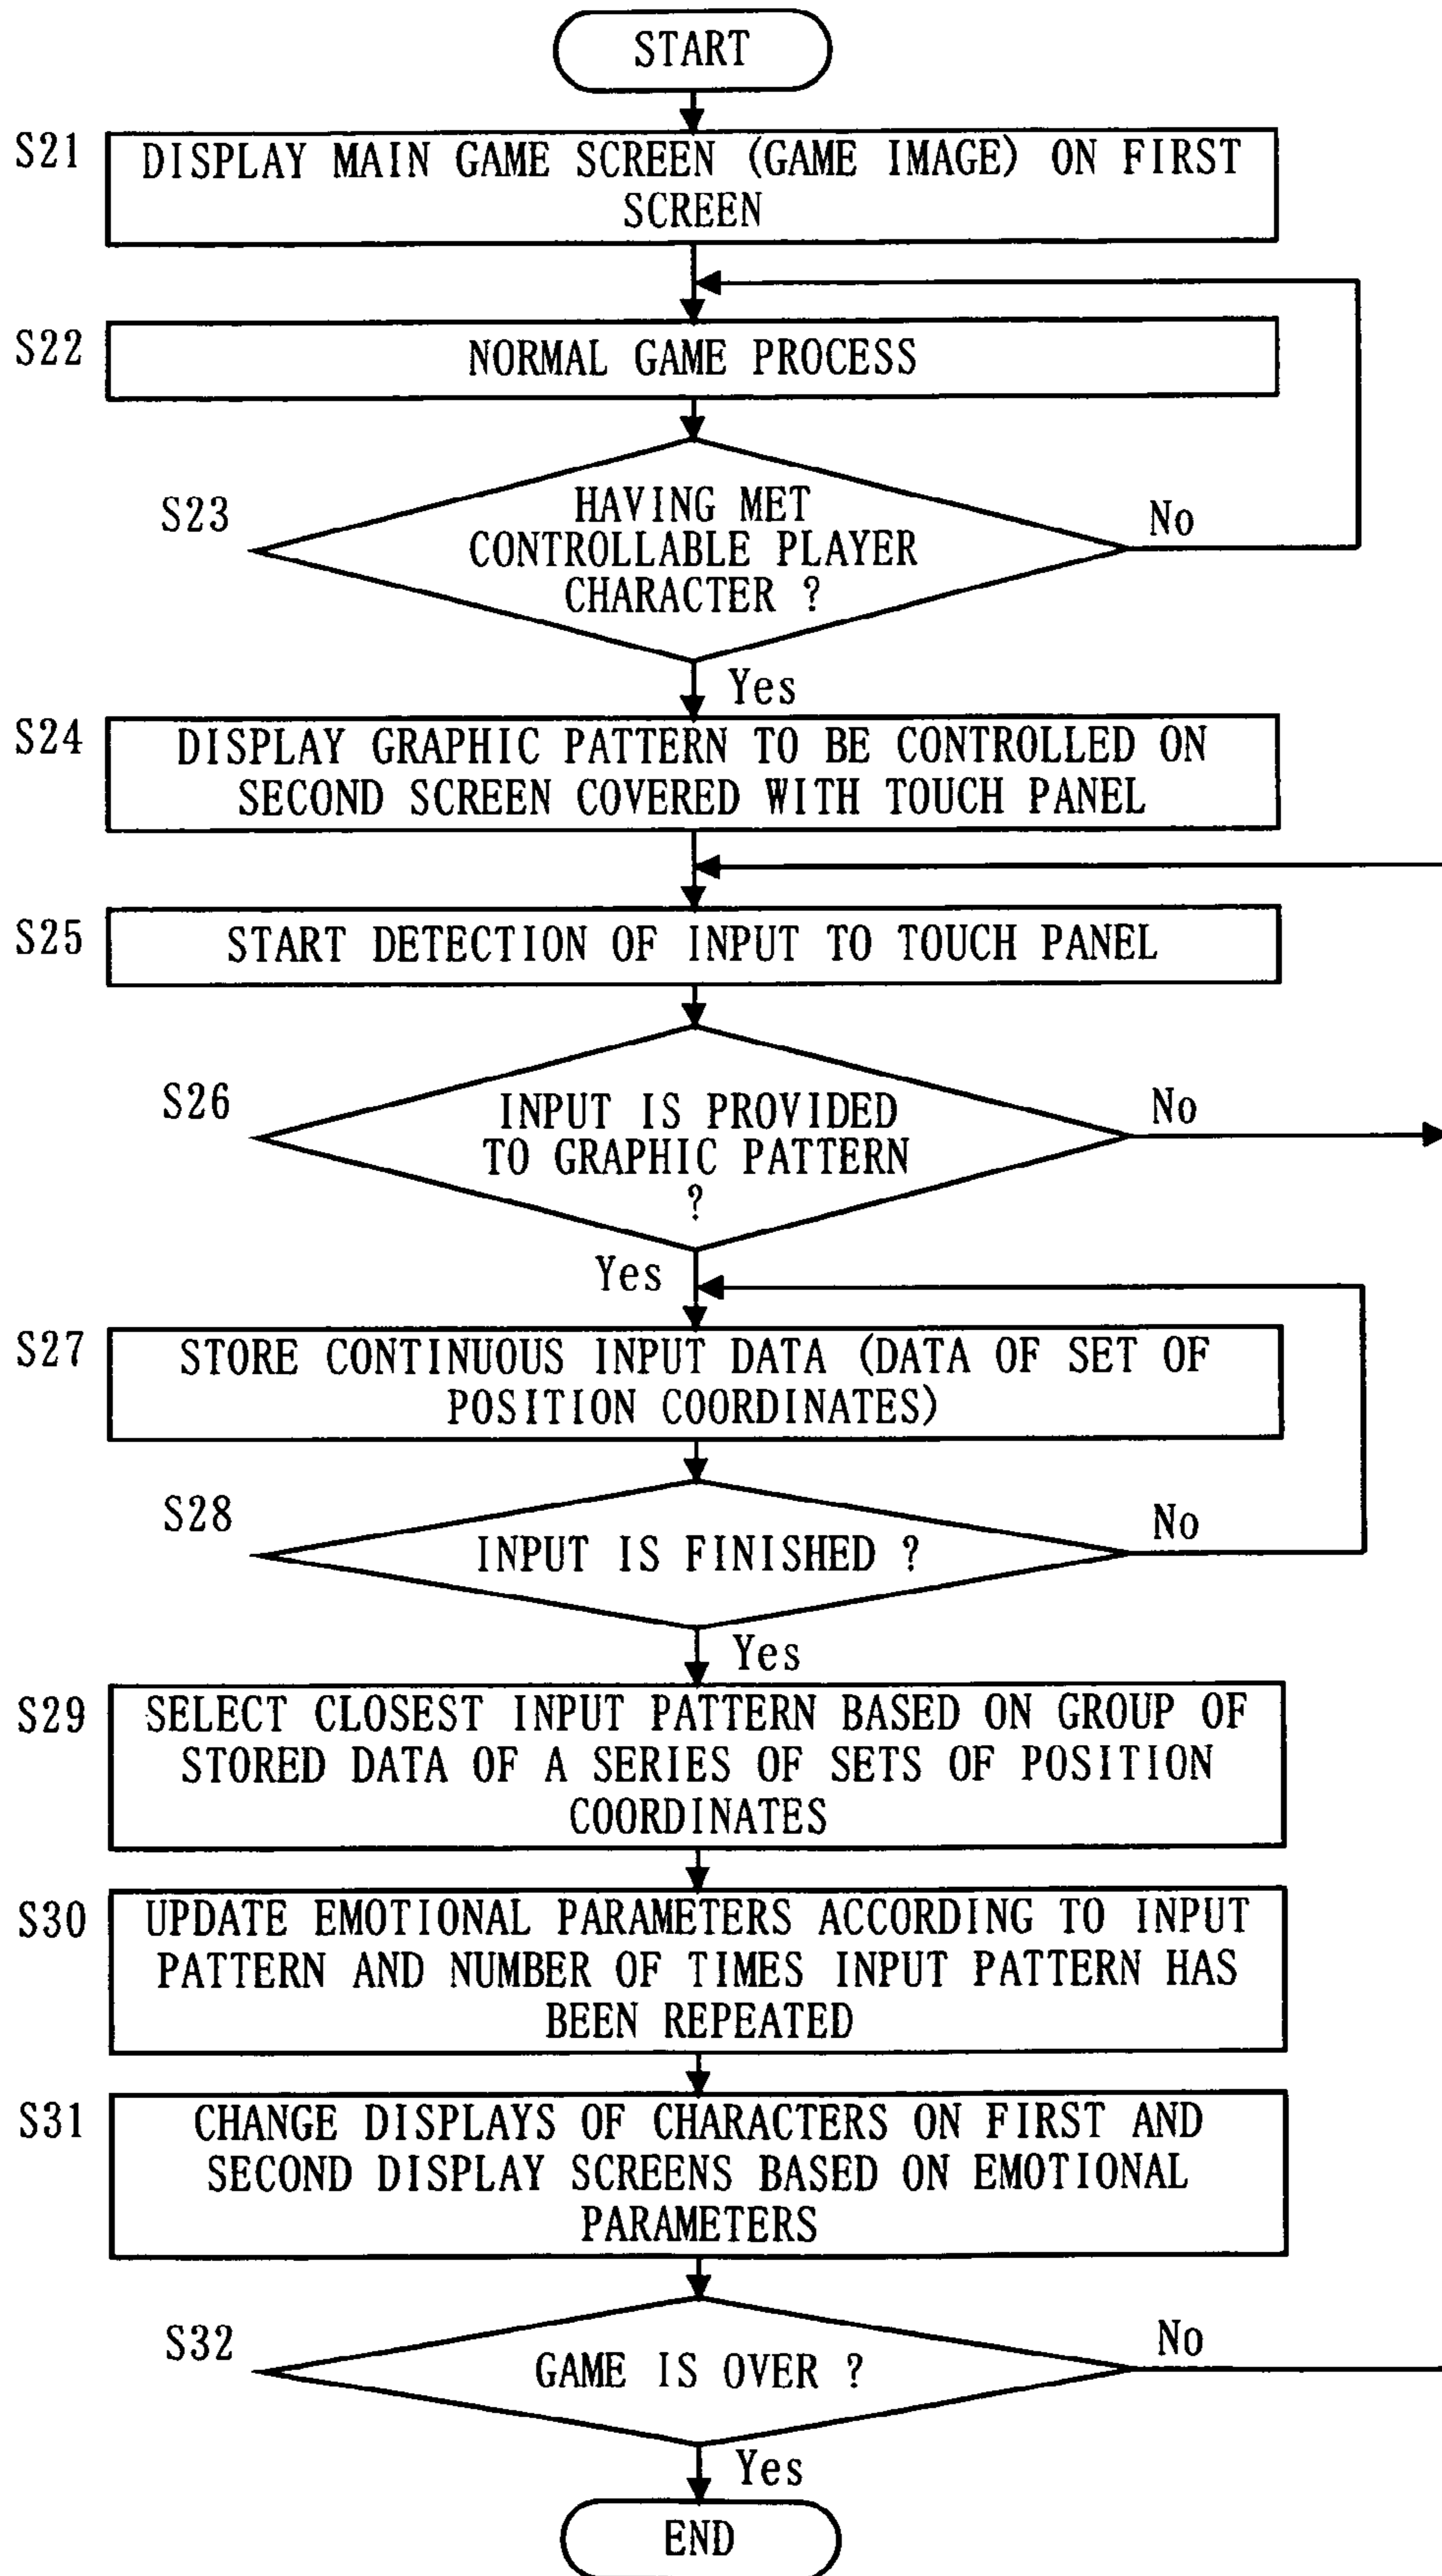 START
S21
DISPLAY MAIN GAME SCREEN (GAME IMAGE) ON FIRST
SCREEN
S22
NORMAL GAME PROCESS
S23
HAVING MET
CONTROLLABLE PLAYER
CHARACTER ?
No
Yes
S24
DISPLAY GRAPHIC PATTERN TO BE CONTROLLED ON
SECOND SCREEN COVERED WITH TOUCH PANEL
S25
START DETECTION OF INPUT TO TOUCH PANEL
S26
INPUT IS PROVIDED
TO GRAPHIC PATTERN
?
No
Yes
S27
STORE CONTINUOUS INPUT DATA (DATA OF SET OF
POSITION COORDINATES)
S28
INPUT IS FINISHED ?
No
Yes
S29
SELECT CLOSEST INPUT PATTERN BASED ON GROUP OF
STORED DATA OF A SERIES OF SETS OF POSITION
COORDINATES
S30
UPDATE EMOTIONAL PARAMETERS ACCORDING TO INPUT
PATTERN AND NUMBER OF TIMES INPUT PATTERN HAS
BEEN REPEATED
S31
CHANGE DISPLAYS OF CHARACTERS ON FIRST AND
SECOND DISPLAY SCREENS BASED ON EMOTIONAL
PARAMETERS
S32
GAME IS OVER ?
No
Yes
END